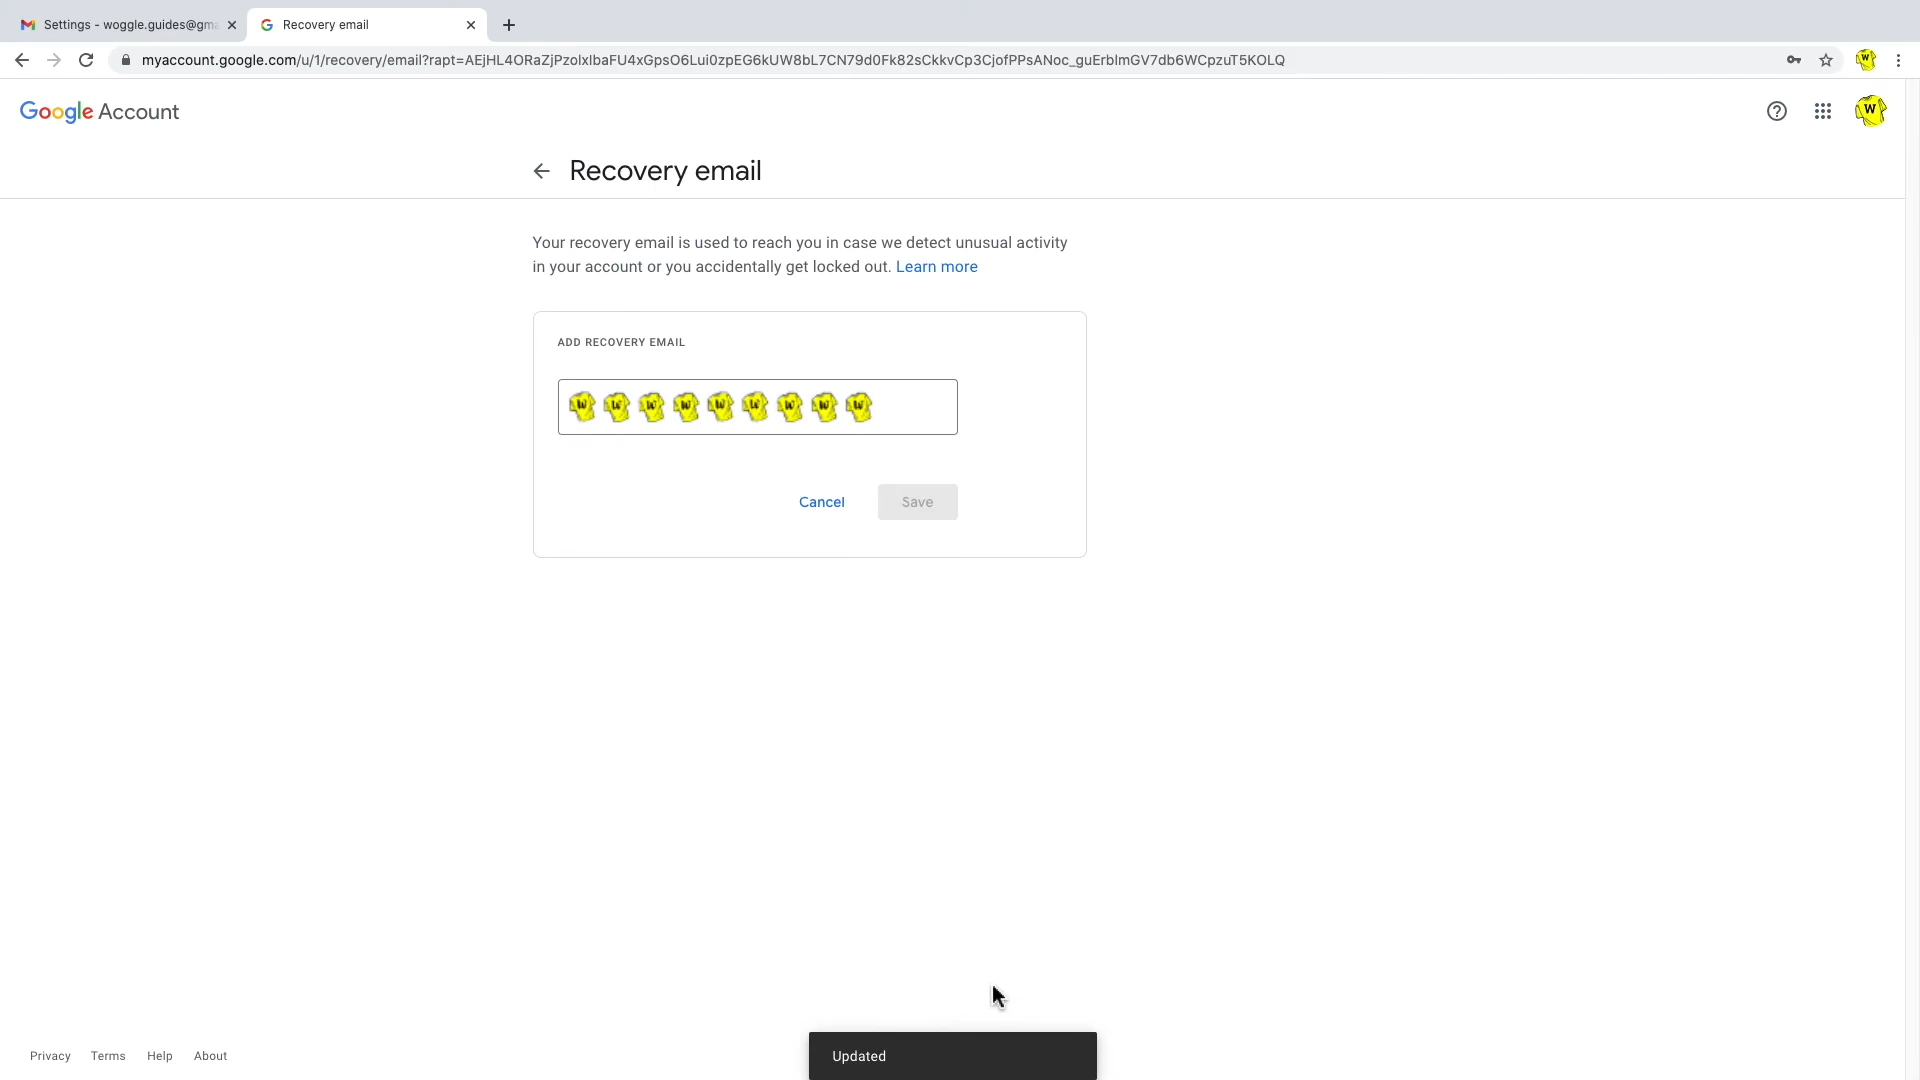 Settings - woggle.guides@gma
Recovery email
myaccount.google.com/u/1/recovery/email?rapt=AEjHL4ORaZjPzolxIbaFU4xGpsO6Lui0zpEG6kUW8bL7CN79d0Fk82sCkkvCp3CjofPPsANoc_guErblmGV7db6WCpzuT5KOLQ
Google Account
W
Recovery email
Your recovery email is used to reach you in case we detect unusual activity
in your account or you accidentally get locked out. Learn more
ADD RECOVERY EMAIL
W W W W W W W W W
Cancel Save
Privacy Terms Help About
Updated